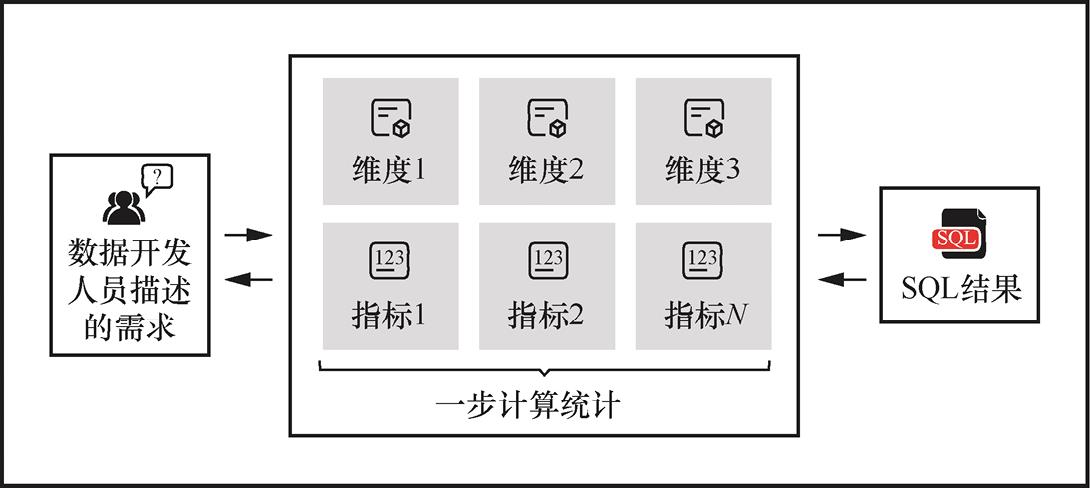 ?
数据开发
人员描述
的需求
维度1
维度2
维度3
123
123
123
指标1
指标2
指标N
一步计算统计
SQL
SQL结果